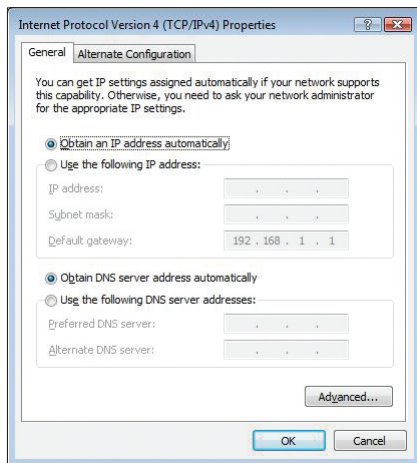 Internet Protocol Version 4 (TCP/IPv4) Properties
General
Alternate Configuration
You can get IP settings assigned automatically if your network supports
this capability. Otherwise, you need to ask your network administrator
for the appropriate IP settings.
Obtain an IP address automatically
Use the following IP address:
IP address:
Subnet mask:
Default gateway: 192 . 168 . 1 . 1
Obtain DNS server address automatically
Use the following DNS server addresses:
Preferred DNS server:
Alternate DNS server:
Advanced...
OK
Cancel